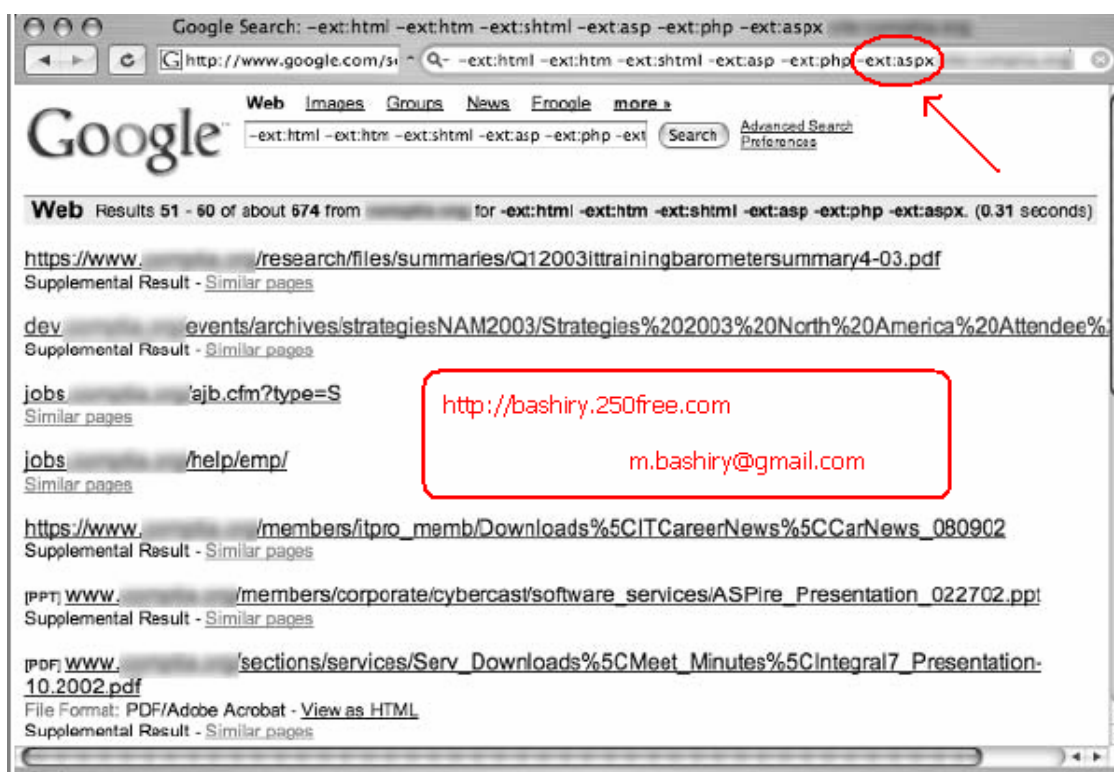 Google Search: -ext:html -ext:htm -ext:shtml -ext:asp -ext:php -ext:aspx
G http://www.google.com/s -ext:html -ext:htm -ext:shtml -ext:asp -ext:php -ext:aspx
Web Images Groups News Froogle more »
Google -ext:html -ext:htm -ext:shtml -ext:asp -ext:php -ext Search Advanced Search
Preferences
Web Results 51 - 60 of about 674 from for -ext:html -ext:htm -ext:shtml -ext:asp -ext:php -ext:aspx. (0.31 seconds)
https://www. /research/files/summaries/Q12003ittrainingbarometersummary4-03.pdf
Supplemental Result - Similar pages
dev events/archives/strategiesNAM2003/Strategies%202003%20North%20America%20Attendee%
Supplemental Result - Similar pages
jobs /ajb.cfm?type=S
Similar pages
http://bashiry.250free.com
jobs /help/emp/
Similar pages
m.bashiry@gmail.com
https://www. /members/itpro_memb/Downloads%5CITCareerNews%5CCarNews_080902
Supplemental Result - Similar pages
[PPT] www. /members/corporate/cybercast/software_services/ASPire_Presentation_022702.ppt
Supplemental Result - Similar pages
[PDF] www. /sections/services/Serv_Downloads%5CMeet_Minutes%5CIntegral7_Presentation-
10.2002.pdf
File Format: PDF/Adobe Acrobat - View as HTML
Supplemental Result - Similar pages